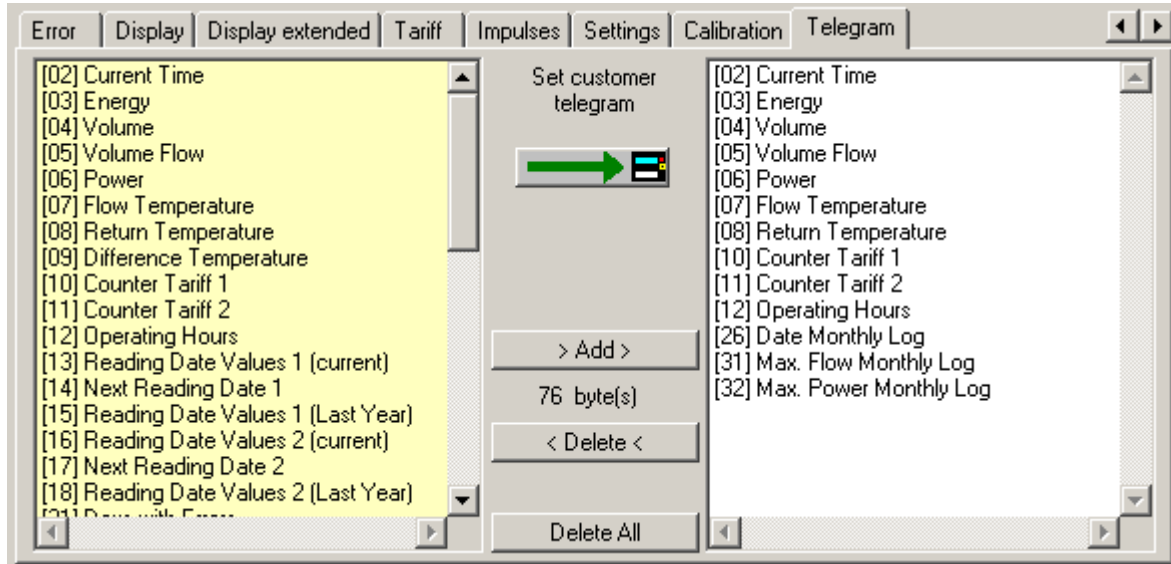 Error
Display
Display extended
Tariff
Impulses
Settings
Calibration
Telegram
[02] Current Time
[03] Energy
[04] Volume
[05] Volume Flow
[06] Power
[07] Flow Temperature
[08] Return Temperature
[09] Difference Temperature
[10] Counter Tariff 1
[11] Counter Tariff 2
[12] Operating Hours
[13] Reading Date Values 1 (current)
[14] Next Reading Date 1
[15] Reading Date Values 1 (Last Year)
[16] Reading Date Values 2 (current)
[17] Next Reading Date 2
[18] Reading Date Values 2 (Last Year)
Set customer
telegram
> Add >
76 byte(s)
< Delete <
Delete All
[02] Current Time
[03] Energy
[04] Volume
[05] Volume Flow
[06] Power
[07] Flow Temperature
[08] Return Temperature
[10] Counter Tariff 1
[11] Counter Tariff 2
[12] Operating Hours
[26] Date Monthly Log
[31] Max. Flow Monthly Log
[32] Max. Power Monthly Log